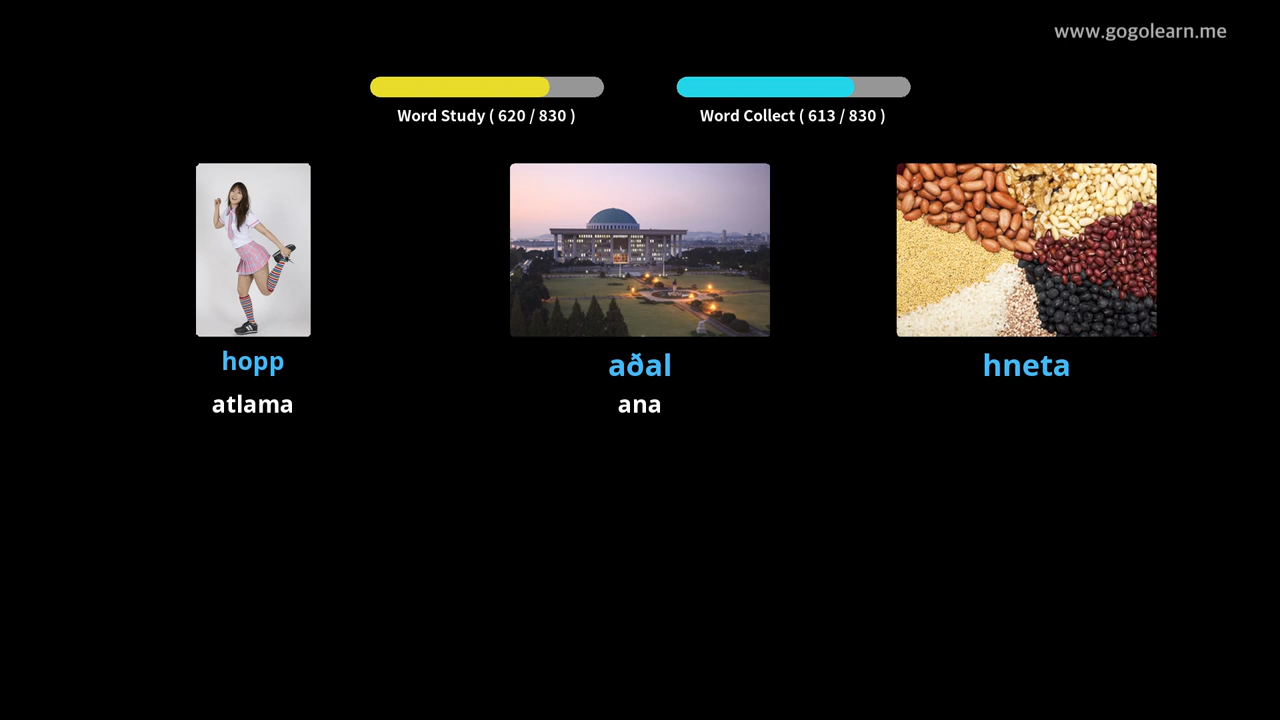 www.gogolearn.me
Word Study ( 620 / 830 )
Word Collect ( 613 / 830 )
hopp
aðal
hneta
atlama
ana